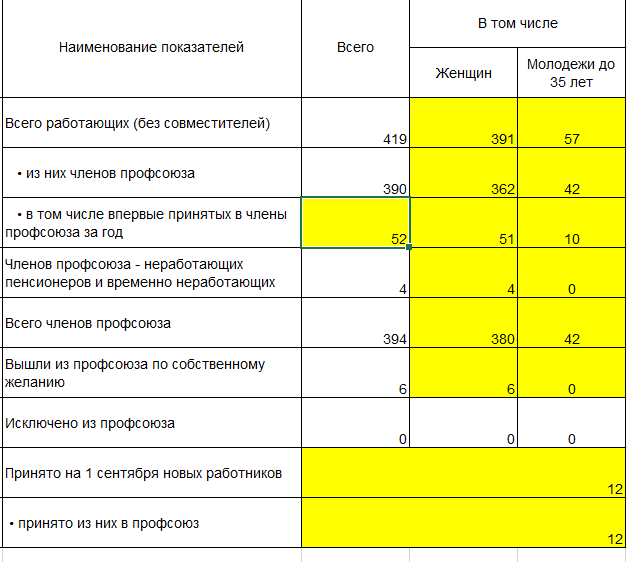 Наименование показателей
Всего
В том числе
Женщин
Молодежи до
35 лет
Всего работающих (без совместителей)
419
391
57
• из них членов профсоюза
390
362
42
• в том числе впервые принятых в члены
профсоюза за год
52
51
10
Членов профсоюза - неработающих
пенсионеров и временно неработающих
4
4
0
Всего членов профсоюза
394
380
42
Вышли из профсоюза по собственному
желанию
6
6
0
Исключено из профсоюза
0
0
0
Принято на 1 сентября новых работников
12
• принято из них в профсоюз
12